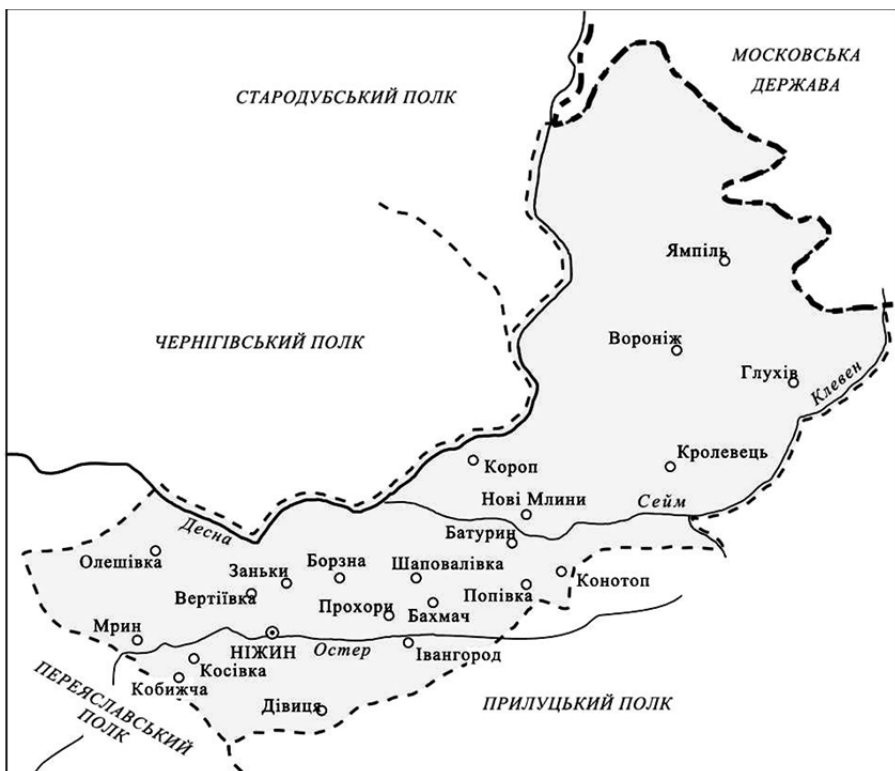 МОСКОВСЬКА
ДЕРЖАВА
СТАРОДУБСЬКИЙ ПОЛК
Ямпіль
ЧЕРНІГІВСЬКИЙ ПОЛК
Вороніж
Глухів
Клевен
Короп
Кролевець
Нові Млини
Сейм
Десна
Батурин
Олешівка
Заньки
Борзна
Шаповалівка
Конотоп
Вертіївка
Попівка
Прохори
Бахмач
Мрин
НІЖИН
Остер
Івангород
Косівка
Кобижча
ПЕРЕЯСЛАВСЬКИЙ
ПОЛК
Дівиця
ПРИЛУЦЬКИЙ ПОЛК